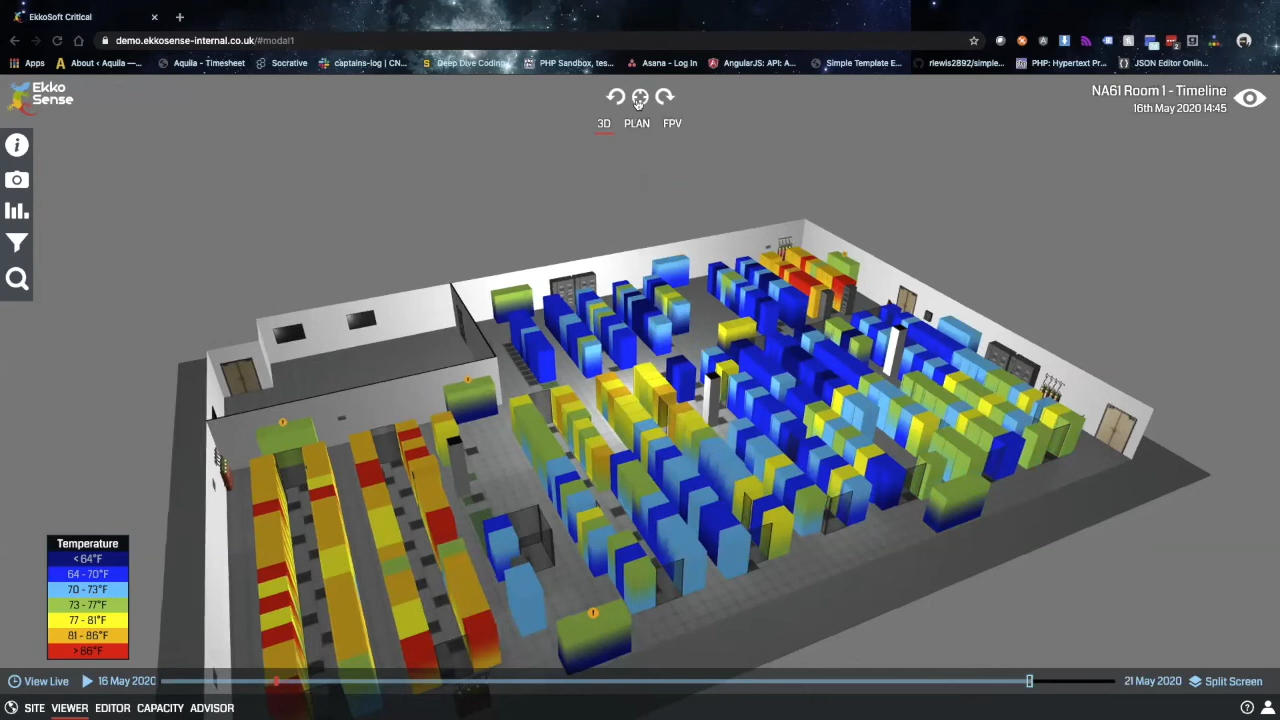 EkkoSoft Critical
demo.ekkosense-internal.co.uk/#modal1
Apps
About ‹ Aquila —...
Aquila - Timesheet
Socrative
captains-log | CN...
Deep Dive Coding...
PHP Sandbox, tes...
Asana - Log In
AngularJS: API: A...
Simple Template E...
rlewis2892/simple...
PHP: Hypertext Pr...
JSON Editor Onlin...
Ekko
Sense
3D PLAN FPV
NA61 Room 1 - Timeline
16th May 2020 14:45
Temperature
< 64°F
64 - 70°F
70 - 73°F
73 - 77°F
77 - 81°F
81 - 86°F
> 86°F
View Live 16 May 2020 21 May 2020 Split Screen
SITE VIEWER EDITOR CAPACITY ADVISOR